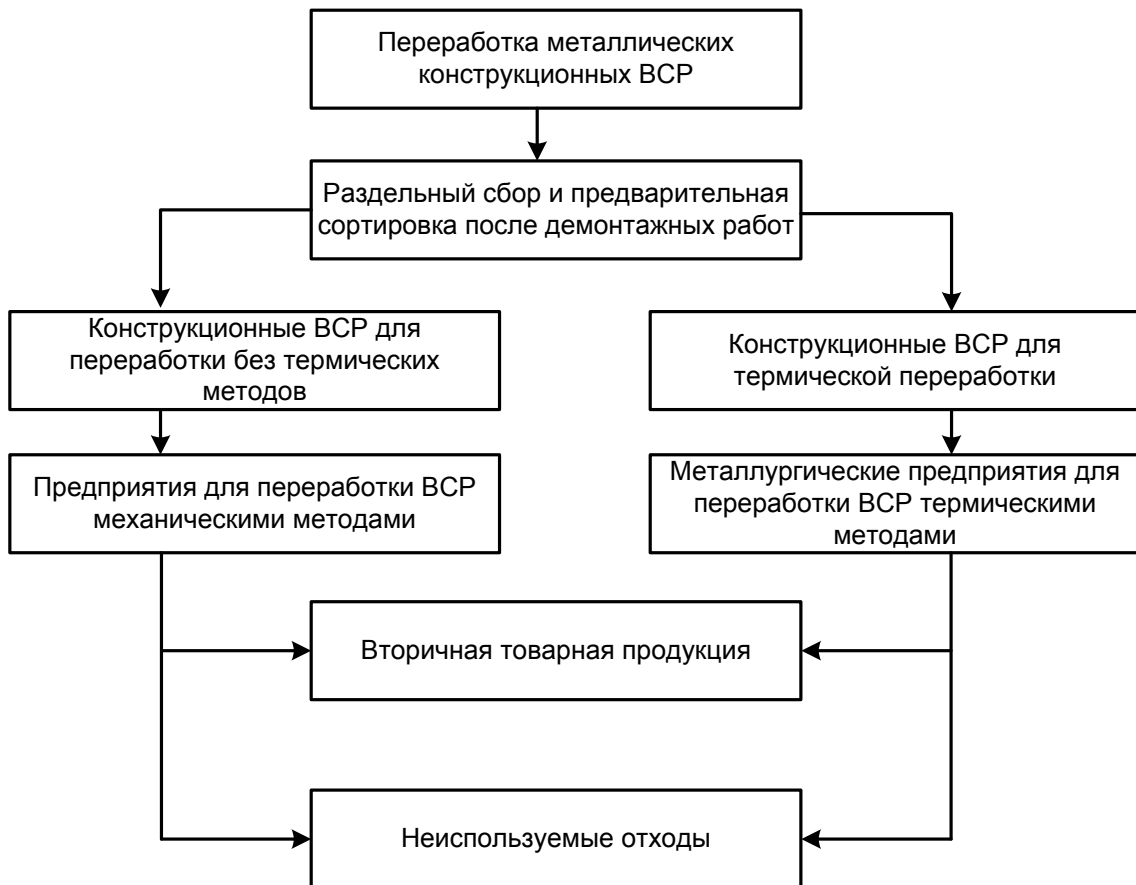 Переработка металлических
конструкционных ВСР
Раздельный сбор и предварительная
сортировка после демонтажных работ
Конструкционные ВСР для
переработки без термических
методов
Конструкционные ВСР для
термической переработки
Предприятия для переработки ВСР
механическими методами
Металлургические предприятия для
переработки ВСР термическими
методами
Вторичная товарная продукция
Неиспользуемые отходы